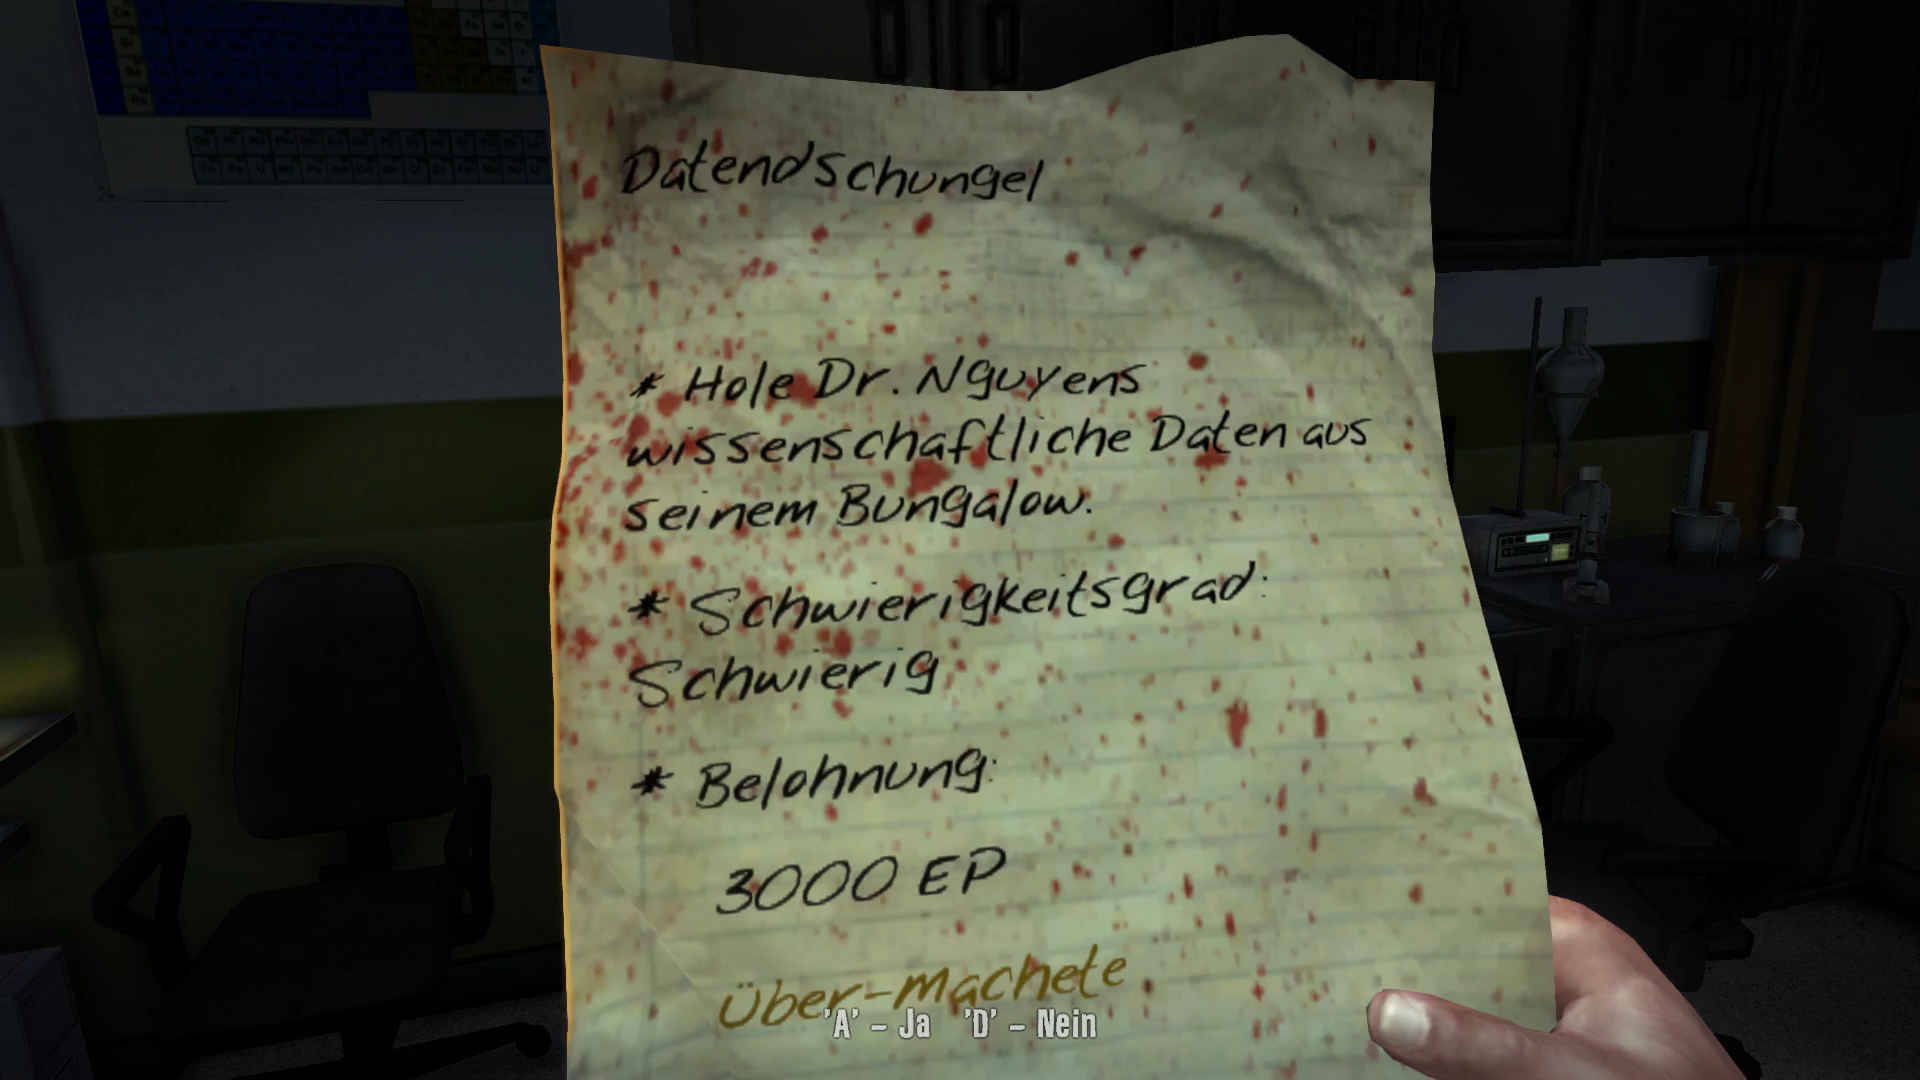 Datendschungel
* Hole Dr. Nguyens
wissenschaftliche Daten aus
seinem Bungalow.
* Schwierigkeitsgrad:
Schwierig
* Belohnung:
3000 EP
Über-machete
'A' – Ja 'D' – Nein